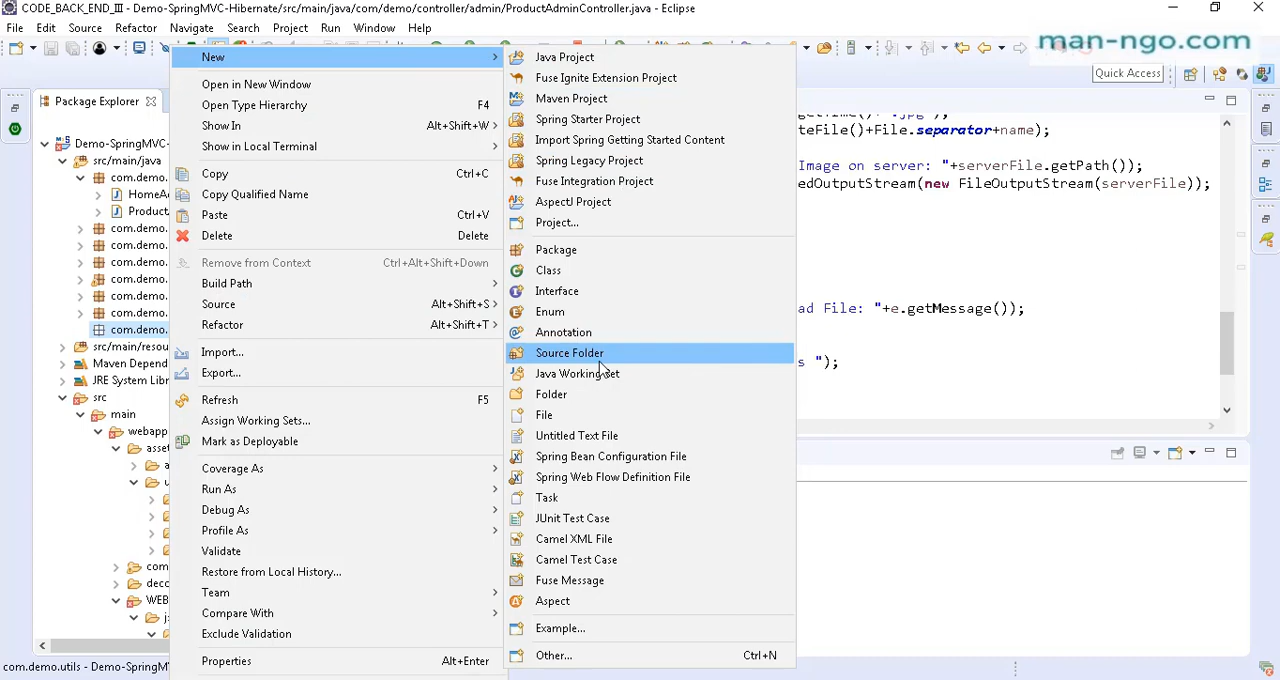 CODE_BACK_END_III - Demo-SpringMVC-Hibernate/src/main/java/com/demo/controller/admin/ProductAdminController.java - Eclipse
File Edit Source Refactor Navigate Search Project Run Window Help
man-ngo.com
Quick Access
Package Explorer
Demo-SpringMVC-
src/main/java
com.demo.
HomeA
Product
com.demo.
com.demo.
com.demo.
com.demo.
com.demo.
com.demo.
com.demo.
src/main/resou
Maven Depend
JRE System Libr
src
main
webapp
asset
a
u
com
deco
WEB
j
New
Open in New Window
Open Type Hierarchy F4
Show In Alt+Shift+W
Show in Local Terminal
Copy Ctrl+C
Copy Qualified Name
Paste Ctrl+V
Delete Delete
Remove from Context Ctrl+Alt+Shift+Down
Build Path
Source Alt+Shift+S
Refactor Alt+Shift+T
Import...
Export...
Refresh F5
Assign Working Sets...
Mark as Deployable
Coverage As
Run As
Debug As
Profile As
Validate
Restore from Local History...
Team
Compare With
Exclude Validation
Properties Alt+Enter
Java Project
Fuse Ignite Extension Project
Maven Project
Spring Starter Project
Import Spring Getting Started Content
Spring Legacy Project
Fuse Integration Project
AspectJ Project
Project...
Package
Class
Interface
Enum
Annotation
Source Folder
Java Working Set
Folder
File
Untitled Text File
Spring Bean Configuration File
Spring Web Flow Definition File
Task
JUnit Test Case
Camel XML File
Camel Test Case
Fuse Message
Aspect
Example...
Other... Ctrl+N
.getTime()+".jpg");
teFile()+File.separator+name);
Image on server: "+serverFile.getPath());
edOutputStream(new FileOutputStream(serverFile));
ad File: "+e.getMessage());
s ");
com.demo.utils - Demo-SpringMV